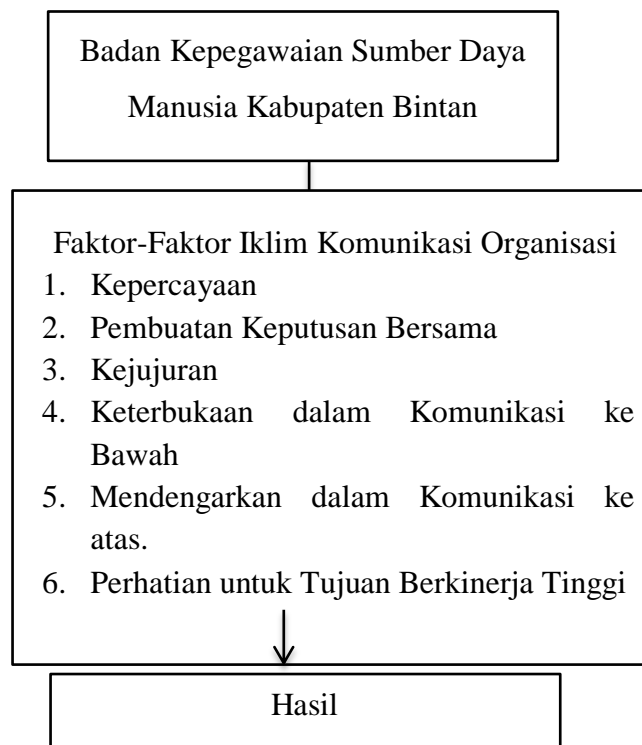 Badan Kepegawaian Sumber Daya
Manusia Kabupaten Bintan
Faktor-Faktor Iklim Komunikasi Organisasi
1. Kepercayaan
2. Pembuatan Keputusan Bersama
3. Kejujuran
4. Keterbukaan dalam Komunikasi ke
Bawah
5. Mendengarkan dalam Komunikasi ke
atas.
6. Perhatian untuk Tujuan Berkinerja Tinggi
Hasil